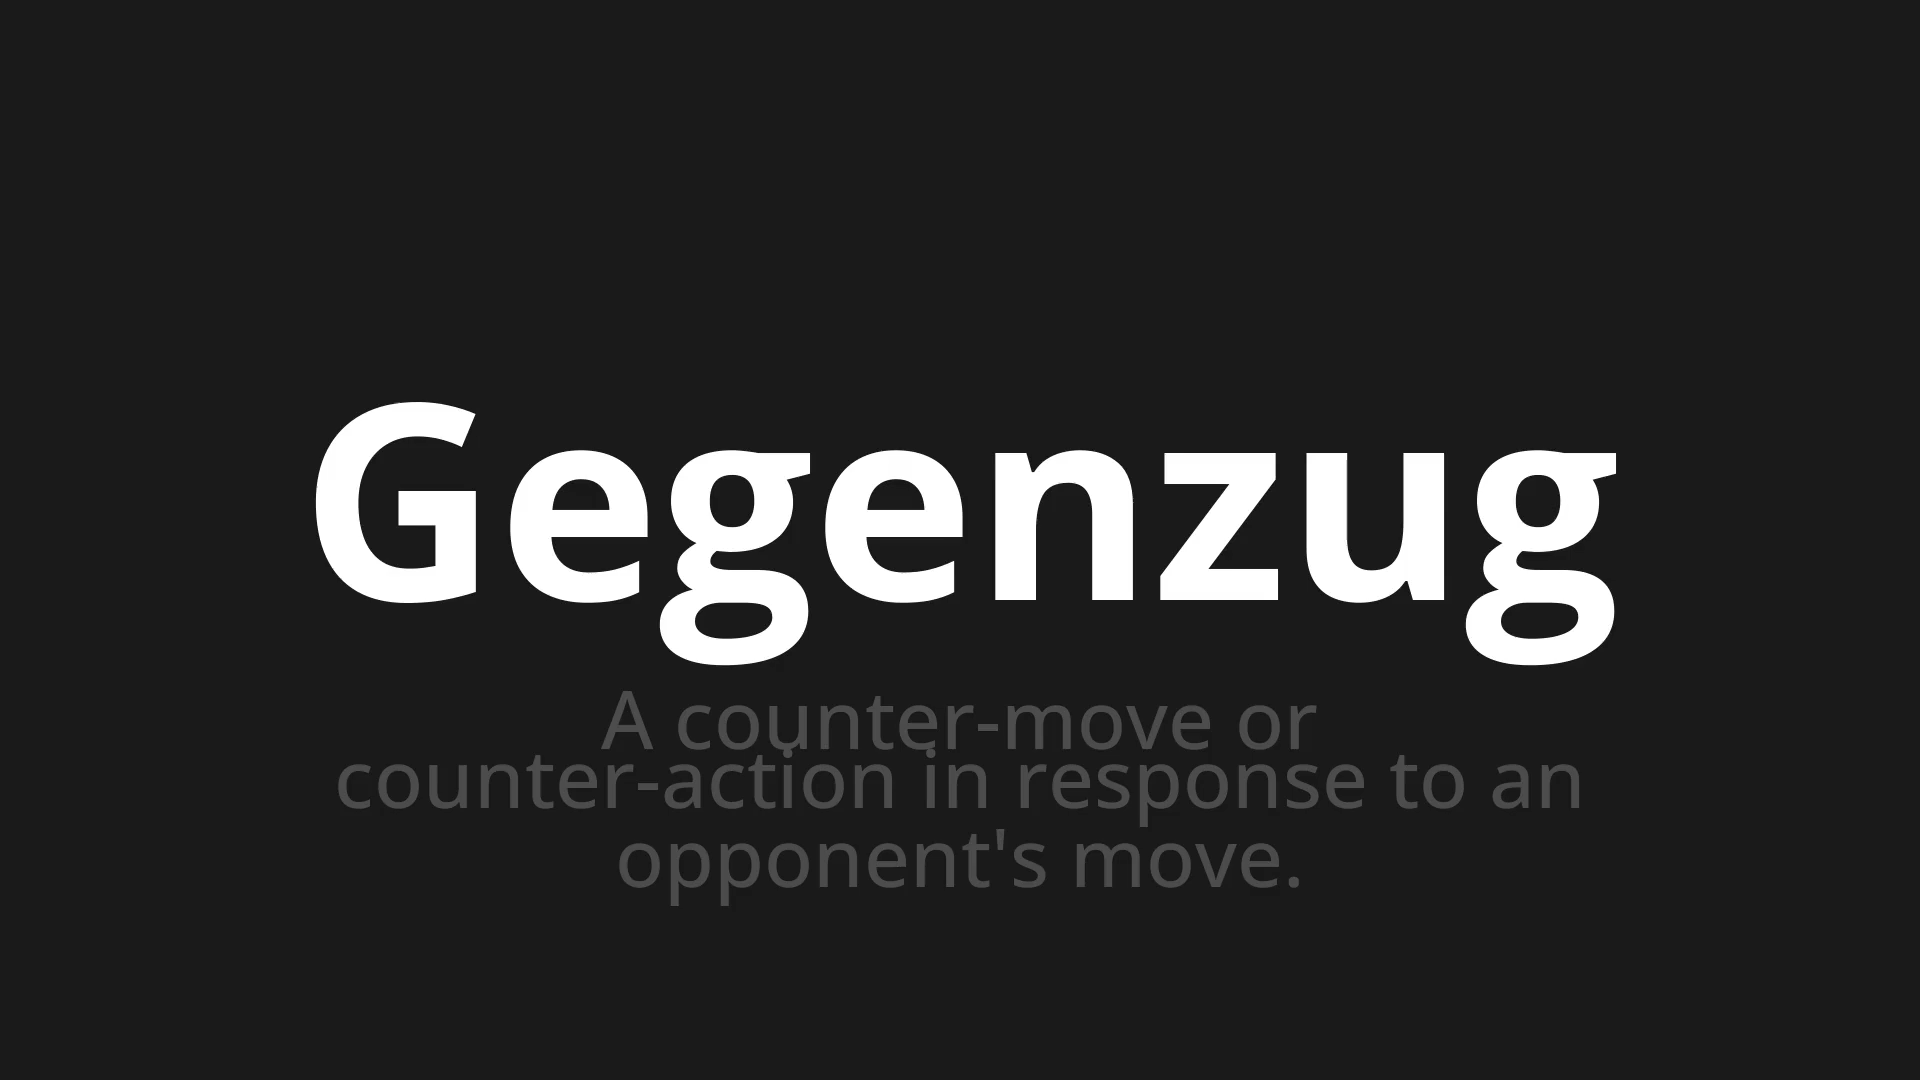 Gegenzug
A counter-move or
counter-action in response to an
opponent's move.